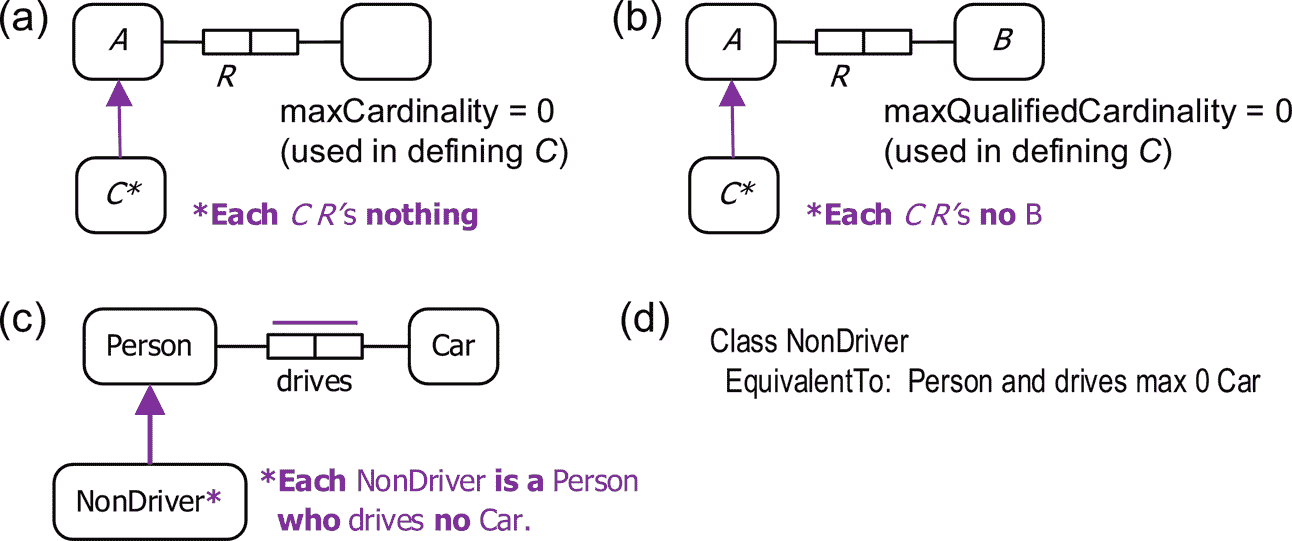 (a)
A
R
maxCardinality = 0
(used in defining C)
C*
*Each C R's nothing
(b)
A
B
R
maxQualifiedCardinality = 0
(used in defining C)
C*
*Each C R's no B
(c)
Person
Car
drives
NonDriver*
*Each NonDriver is a Person
who drives no Car.
(d)
Class NonDriver
EquivalentTo: Person and drives max 0 Car